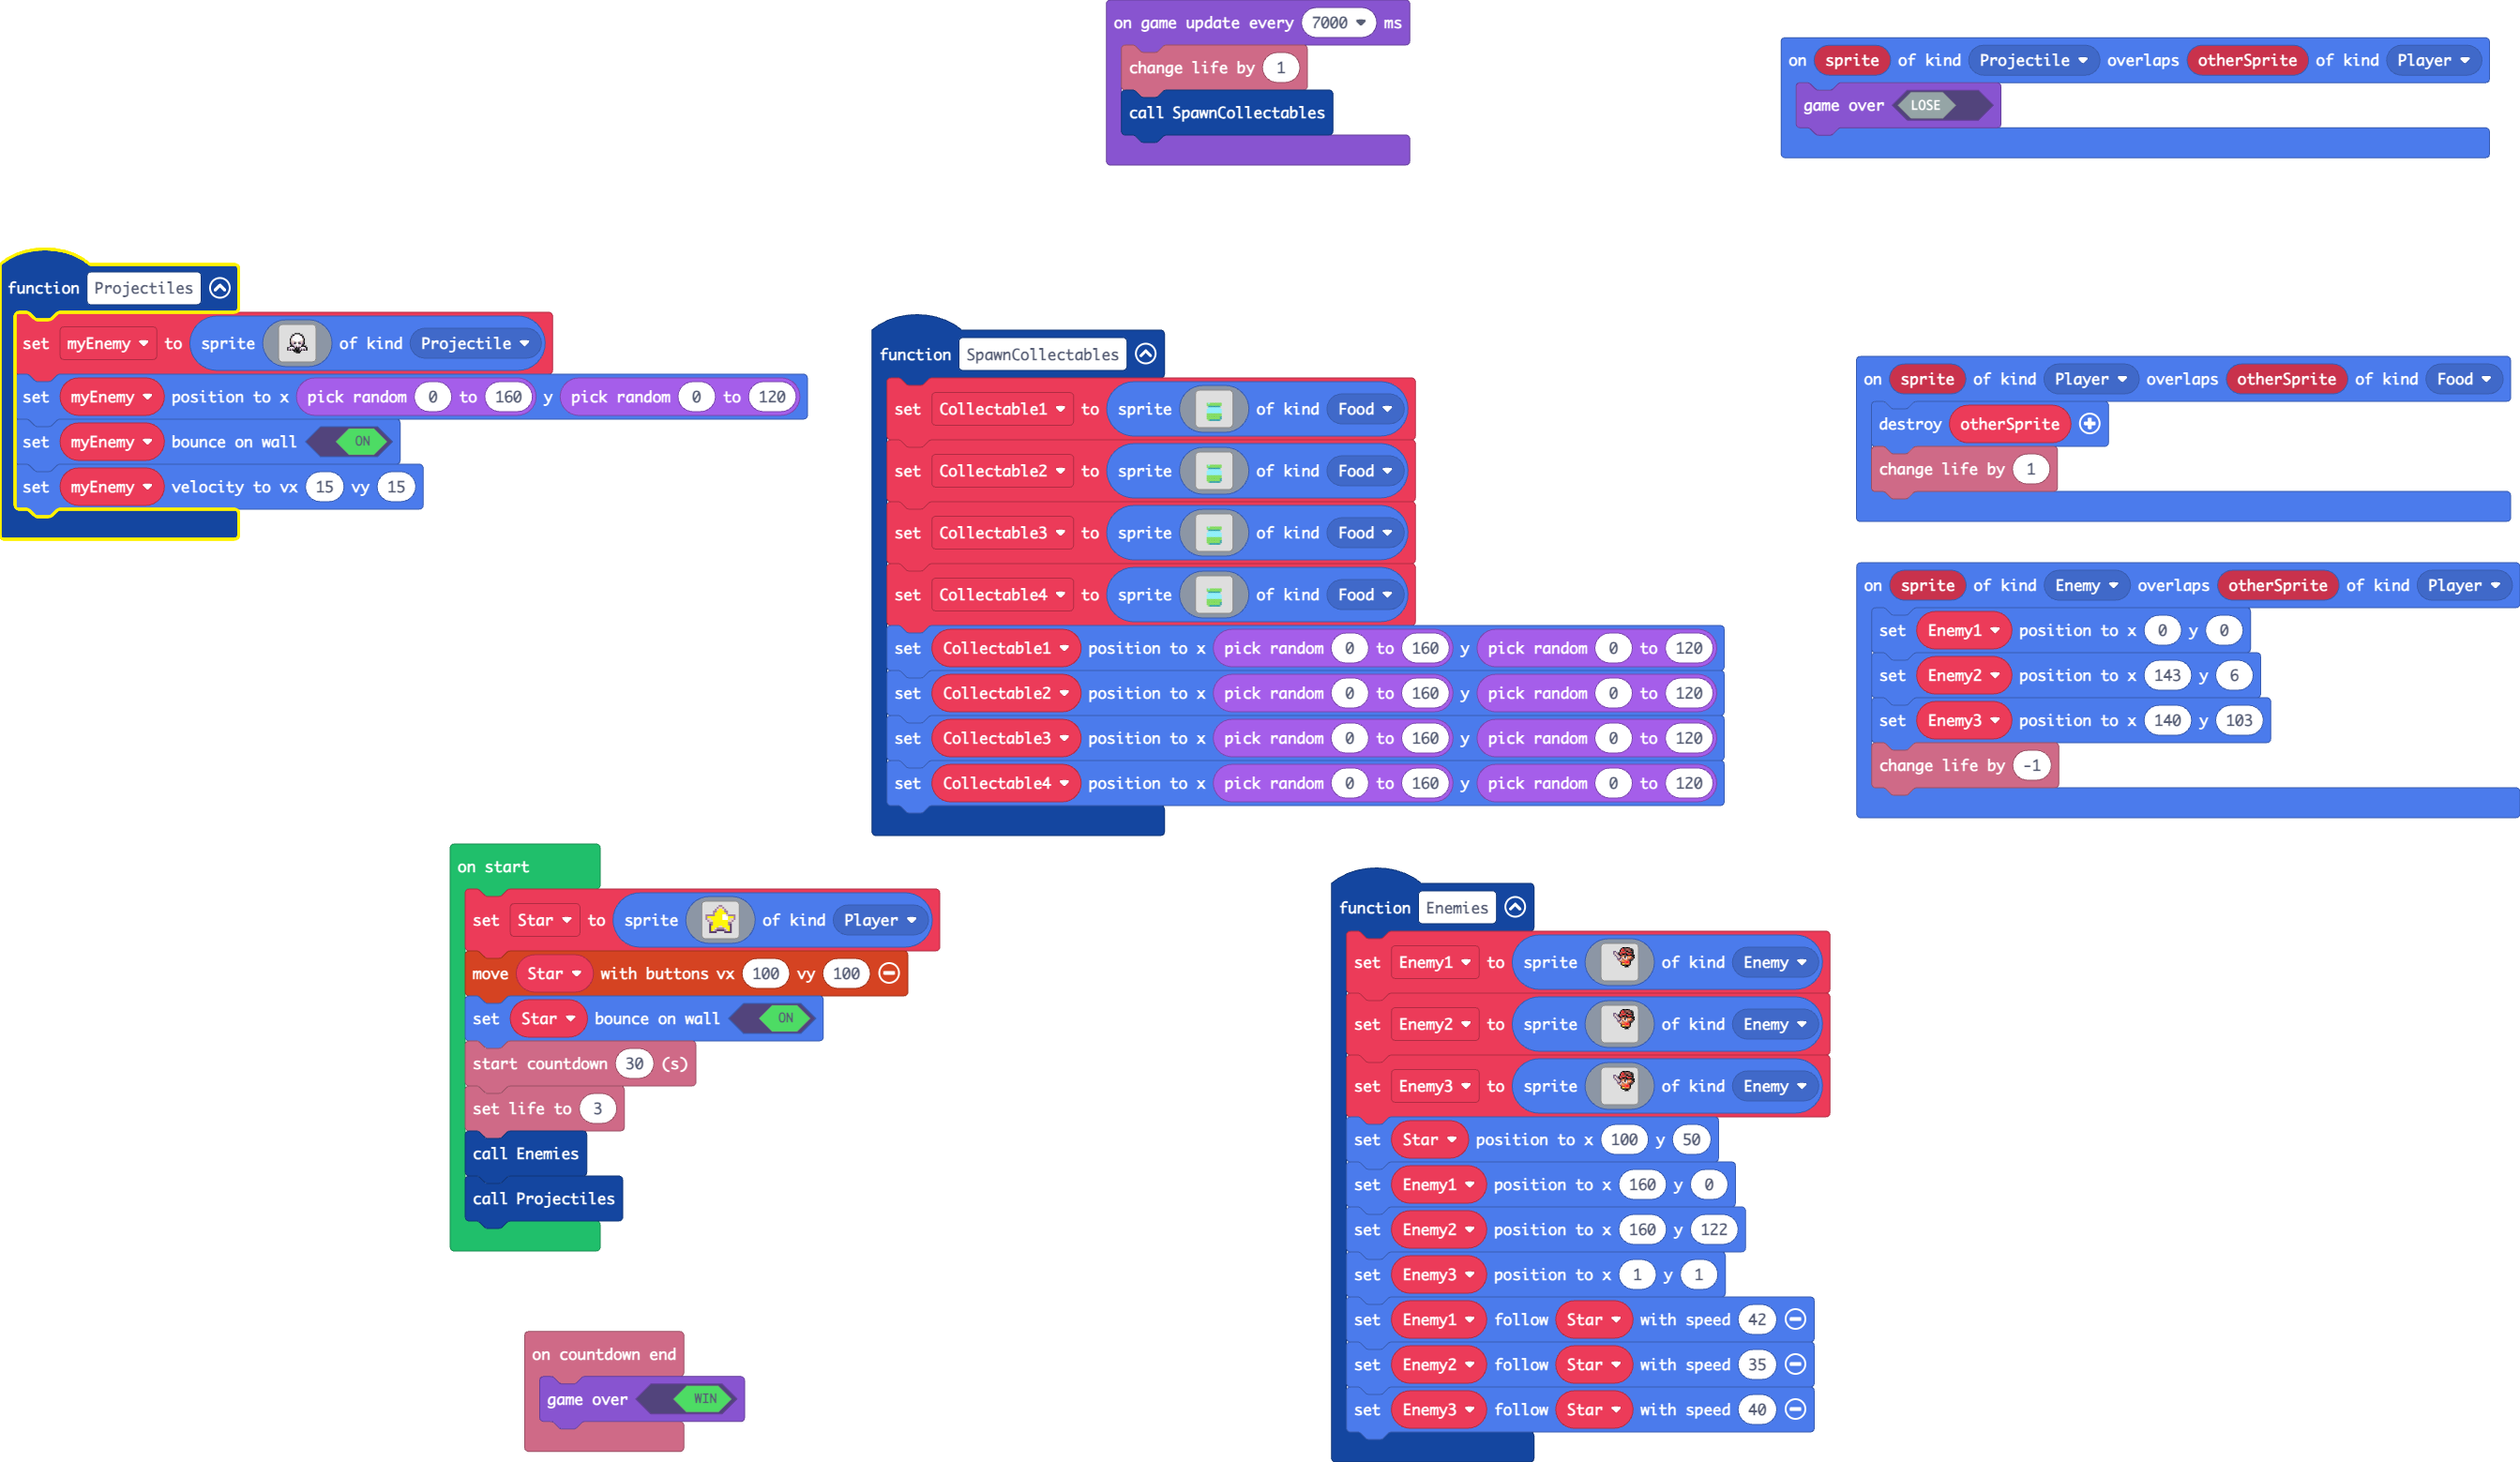 on game update every 7000 ms
change life by 1
call SpawnCollectables
on sprite of kind Projectile overlaps otherSprite of kind Player
game over LOSE
function Projectiles
set myEnemy to sprite of kind Projectile
set myEnemy position to x pick random 0 to 160 y pick random 0 to 120
set myEnemy bounce on wall ON
set myEnemy velocity to vx 15 vy 15
function SpawnCollectables
set Collectable1 to sprite of kind Food
set Collectable2 to sprite of kind Food
set Collectable3 to sprite of kind Food
set Collectable4 to sprite of kind Food
set Collectable1 position to x pick random 0 to 160 y pick random 0 to 120
set Collectable2 position to x pick random 0 to 160 y pick random 0 to 120
set Collectable3 position to x pick random 0 to 160 y pick random 0 to 120
set Collectable4 position to x pick random 0 to 160 y pick random 0 to 120
on sprite of kind Player overlaps otherSprite of kind Food
destroy otherSprite
change life by 1
on sprite of kind Enemy overlaps otherSprite of kind Player
set Enemy1 position to x 0 y 0
set Enemy2 position to x 143 y 6
set Enemy3 position to x 140 y 103
change life by -1
on start
set Star to sprite of kind Player
move Star with buttons vx 100 vy 100
set Star bounce on wall ON
start countdown 30 (s)
set life to 3
call Enemies
call Projectiles
function Enemies
set Enemy1 to sprite of kind Enemy
set Enemy2 to sprite of kind Enemy
set Enemy3 to sprite of kind Enemy
set Star position to x 100 y 50
set Enemy1 position to x 160 y 0
set Enemy2 position to x 160 y 122
set Enemy3 position to x 1 y 1
set Enemy1 follow Star with speed 42
set Enemy2 follow Star with speed 35
set Enemy3 follow Star with speed 40
on countdown end
game over WIN